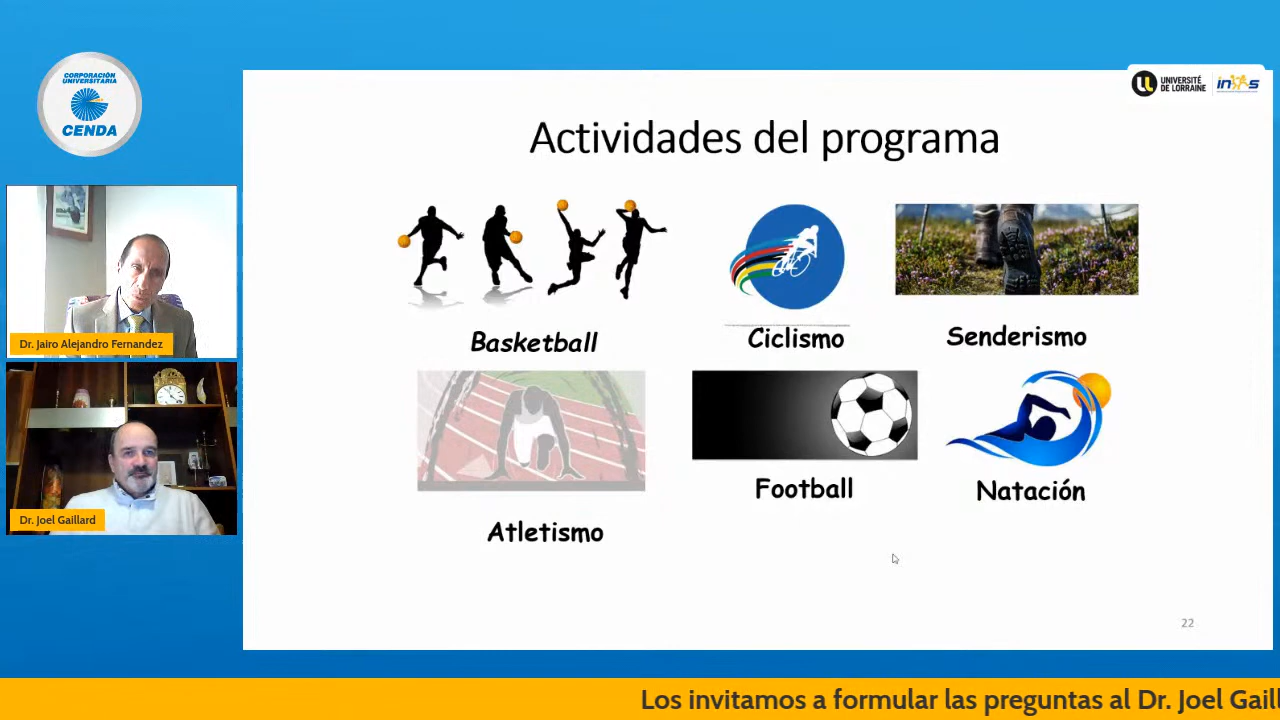 CORPORACIÓN
UNIVERSITARIA
CENDA
UNIVERSITÉ
DE LORRAINE
Actividades del programa
Basketball
Ciclismo
Senderismo
Atletismo
Football
Natación
22
Dr. Jairo Alejandro Fernandez
Dr. Joel Gaillard
Los invitamos a formular las preguntas al Dr. Joel Gaill